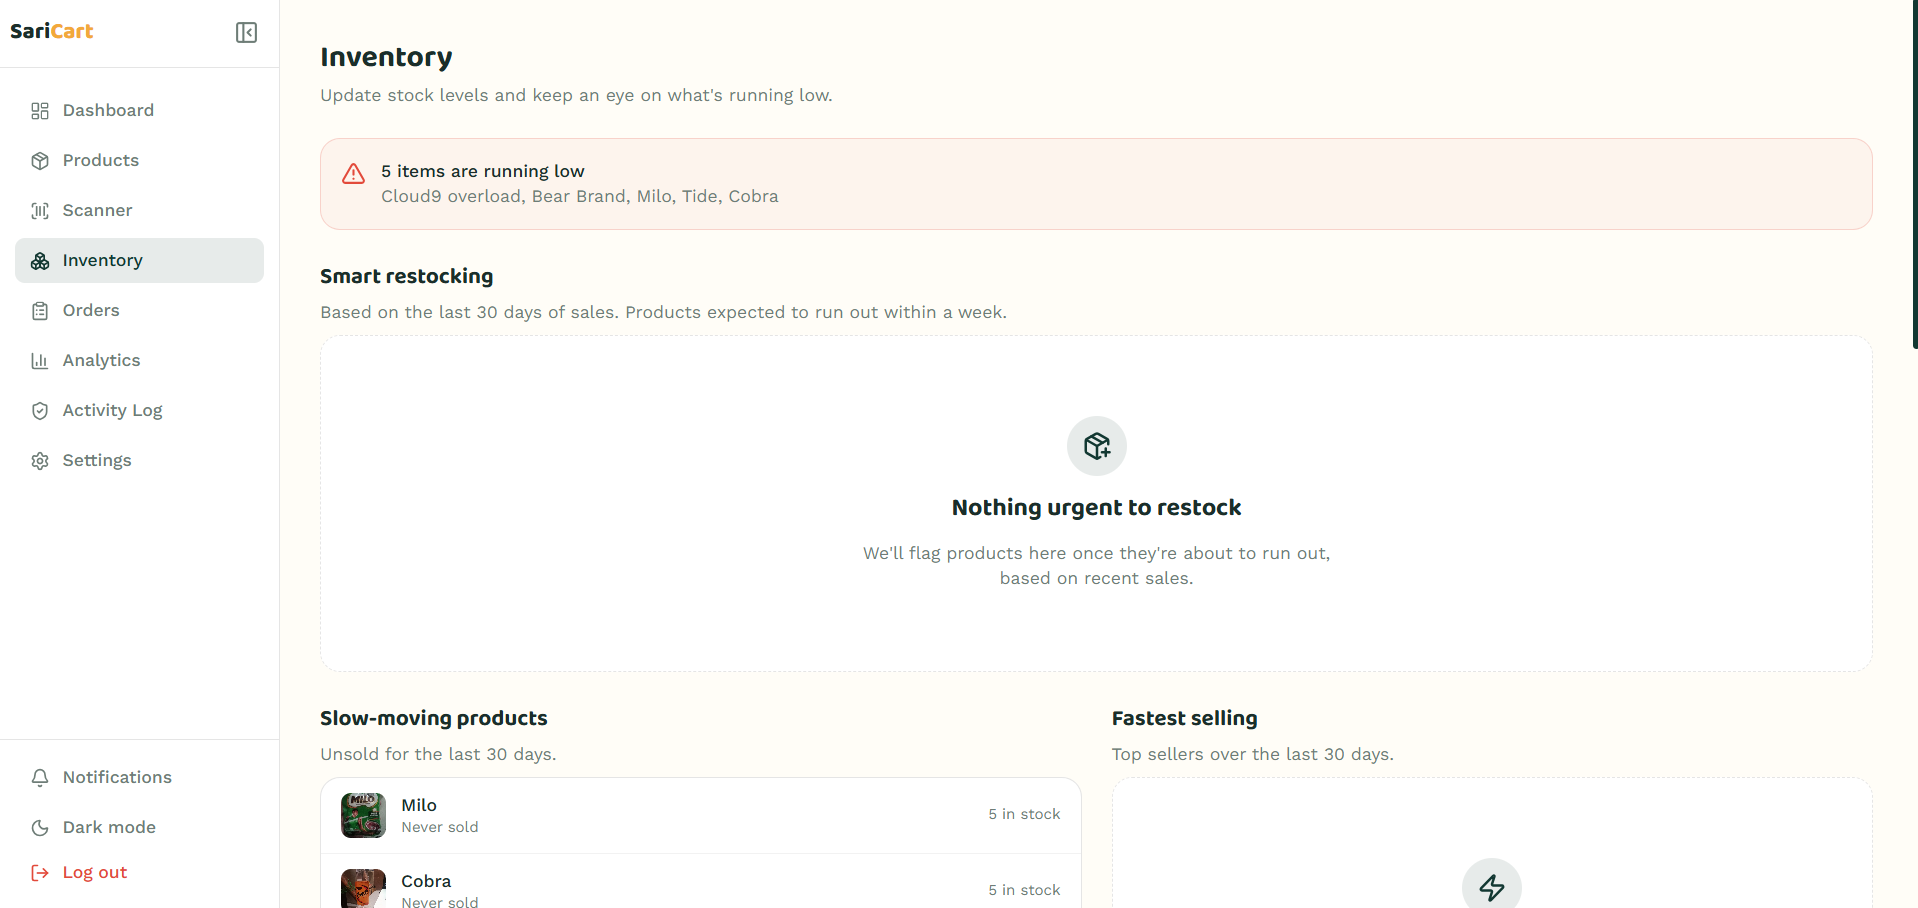 SariCart
Dashboard
Products
Scanner
Inventory
Orders
Analytics
Activity Log
Settings
Notifications
Dark mode
Log out
Inventory
Update stock levels and keep an eye on what's running low.
5 items are running low
Cloud9 overload, Bear Brand, Milo, Tide, Cobra
Smart restocking
Based on the last 30 days of sales. Products expected to run out within a week.
Nothing urgent to restock
We'll flag products here once they're about to run out,
based on recent sales.
Slow-moving products
Unsold for the last 30 days.
MILO
Milo
Never sold
5 in stock
Cobra
Never sold
5 in stock
Fastest selling
Top sellers over the last 30 days.